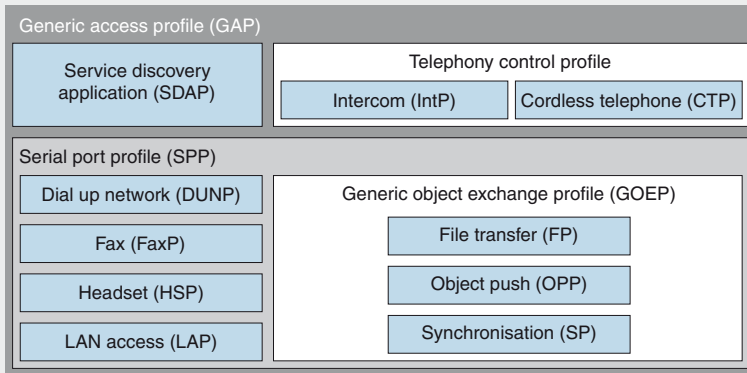 Generic access profile (GAP)
Service discovery
application (SDAP)
Telephony control profile
Intercom (IntP)
Cordless telephone (CTP)
Serial port profile (SPP)
Dial up network (DUNP)
Fax (FaxP)
Headset (HSP)
LAN access (LAP)
Generic object exchange profile (GOEP)
File transfer (FP)
Object push (OPP)
Synchronisation (SP)